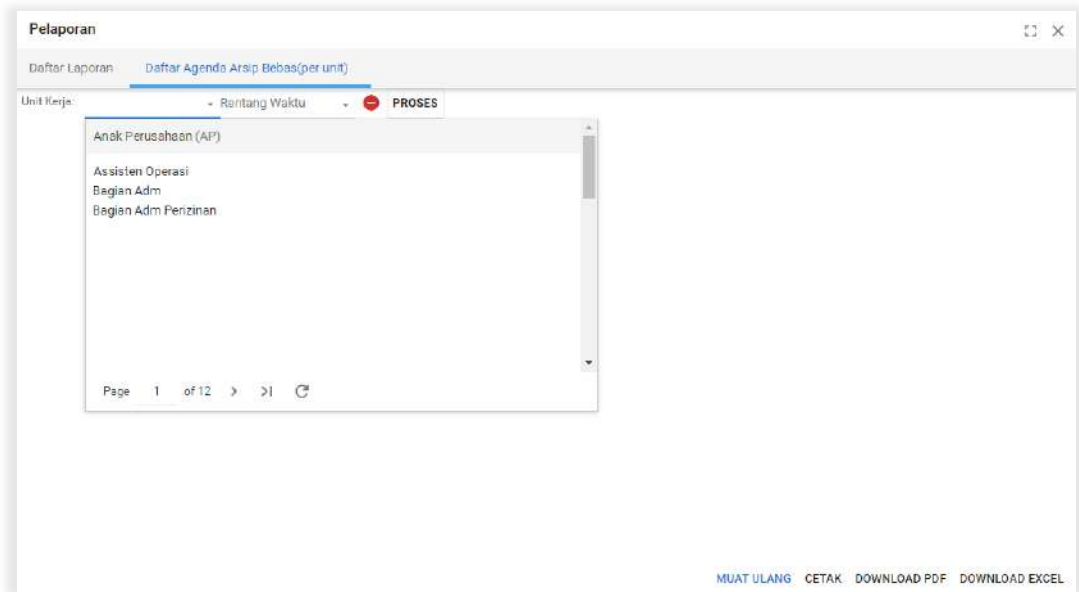 Pelaporan
Daftar Laporan Daftar Agenda Arsip Bebas(per unit)
Unit Kerja: Rentang Waktu PROSES
Anak Perusahaan (AP)
Assisten Operasi
Bagian Adm
Bagian Adm Perizinan
Page 1 of 12
MUAT ULANG CETAK DOWNLOAD PDF DOWNLOAD EXCEL